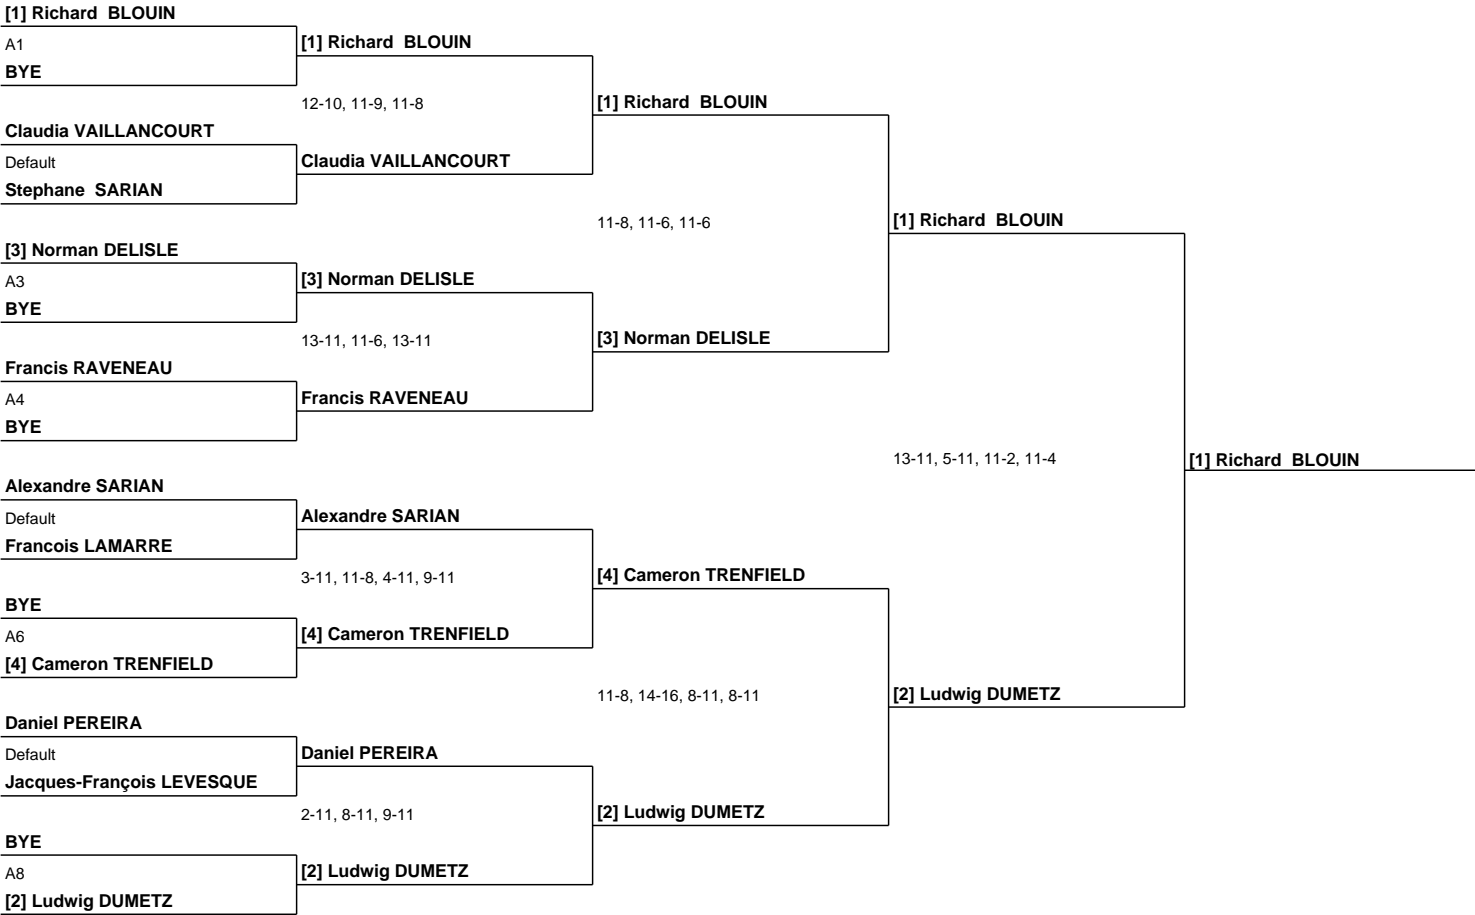 [1] Richard  BLOUIN
A1
BYE
Claudia VAILLANCOURT
Default
Stephane  SARIAN
[3] Norman DELISLE
A3
BYE
Francis RAVENEAU
A4
BYE
Alexandre SARIAN
Default
Francois LAMARRE
BYE
A6
[4] Cameron TRENFIELD
Daniel PEREIRA
Default
Jacques-François LEVESQUE
BYE
A8
[2] Ludwig DUMETZ
[1] Richard  BLOUIN
12-10, 11-9, 11-8
Claudia VAILLANCOURT
[3] Norman DELISLE
13-11, 11-6, 13-11
Francis RAVENEAU
Alexandre SARIAN
3-11, 11-8, 4-11, 9-11
[4] Cameron TRENFIELD
Daniel PEREIRA
2-11, 8-11, 9-11
[2] Ludwig DUMETZ
[1] Richard  BLOUIN
11-8, 11-6, 11-6
[3] Norman DELISLE
[4] Cameron TRENFIELD
11-8, 14-16, 8-11, 8-11
[2] Ludwig DUMETZ
[1] Richard  BLOUIN
13-11, 5-11, 11-2, 11-4
[2] Ludwig DUMETZ
[1] Richard  BLOUIN